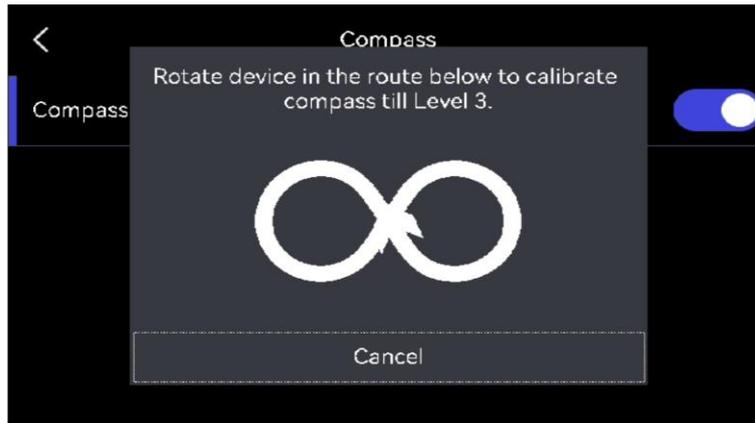 Compass
Rotate device in the route below to calibrate
compass till Level 3.
Compass
Cancel